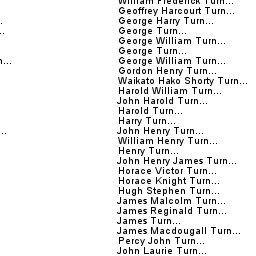 William Frederick Turn...
Geoffrey Harcourt Turn...
George Harry Turn...
George Turn...
George William Turn...
George Turn...
George William Turn...
Gordon Henry Turn...
Waikato Hako Shorty Turn...
Harold William Turn...
John Harold Turn...
Harold Turn...
Harry Turn...
John Henry Turn...
William Henry Turn...
Henry Turn...
John Henry James Turn...
Horace Victor Turn...
Horace Knight Turn...
Hugh Stephen Turn...
James Malcolm Turn...
James Reginald Turn...
James Turn...
James Macdougall Turn...
Percy John Turn...
John Laurie Turn...